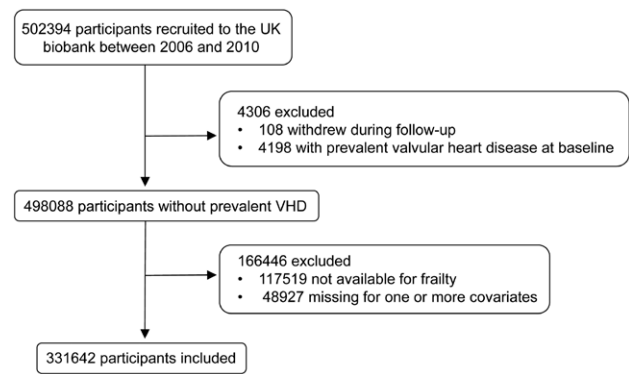 502394 participants recruited to the UK
biobank between 2006 and 2010
4306 excluded
• 108 withdrew during follow-up
• 4198 with prevalent valvular heart disease at baseline
498088 participants without prevalent VHD
166446 excluded
• 117519 not available for frailty
• 48927 missing for one or more covariates
331642 participants included